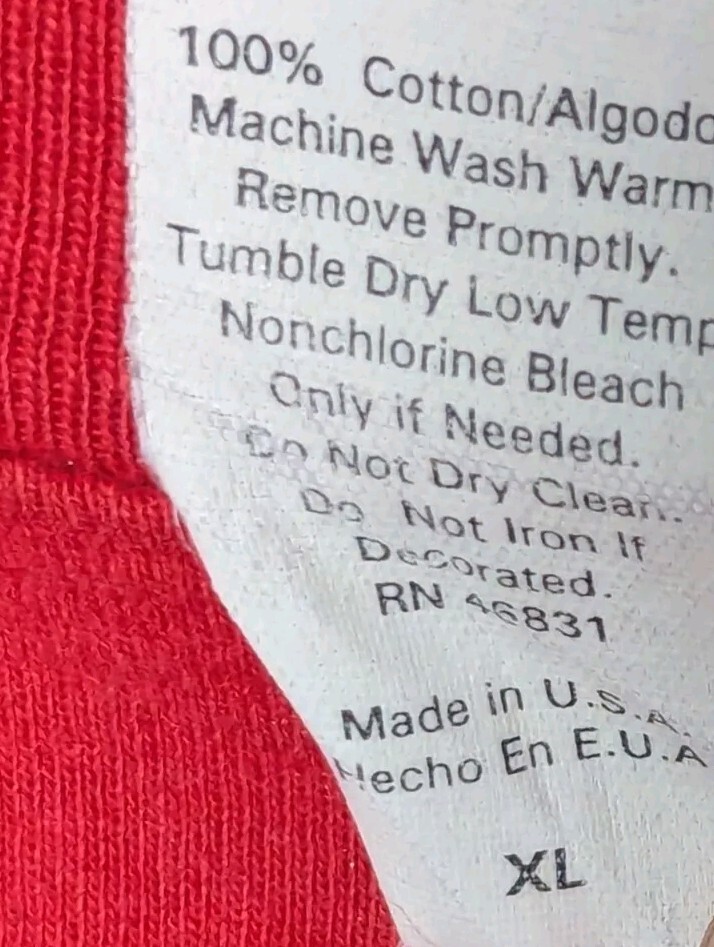 100% Cotton/Algodo
Machine Wash Warm
Remove Promptly.
Tumble Dry Low Temp
Nonchlorine Bleach
Only if Needed.
Do Not Dry Clean.
Do Not Iron If
Decorated.
RN 46831
Made in U.S.A.
Hecho En E.U.A
XL